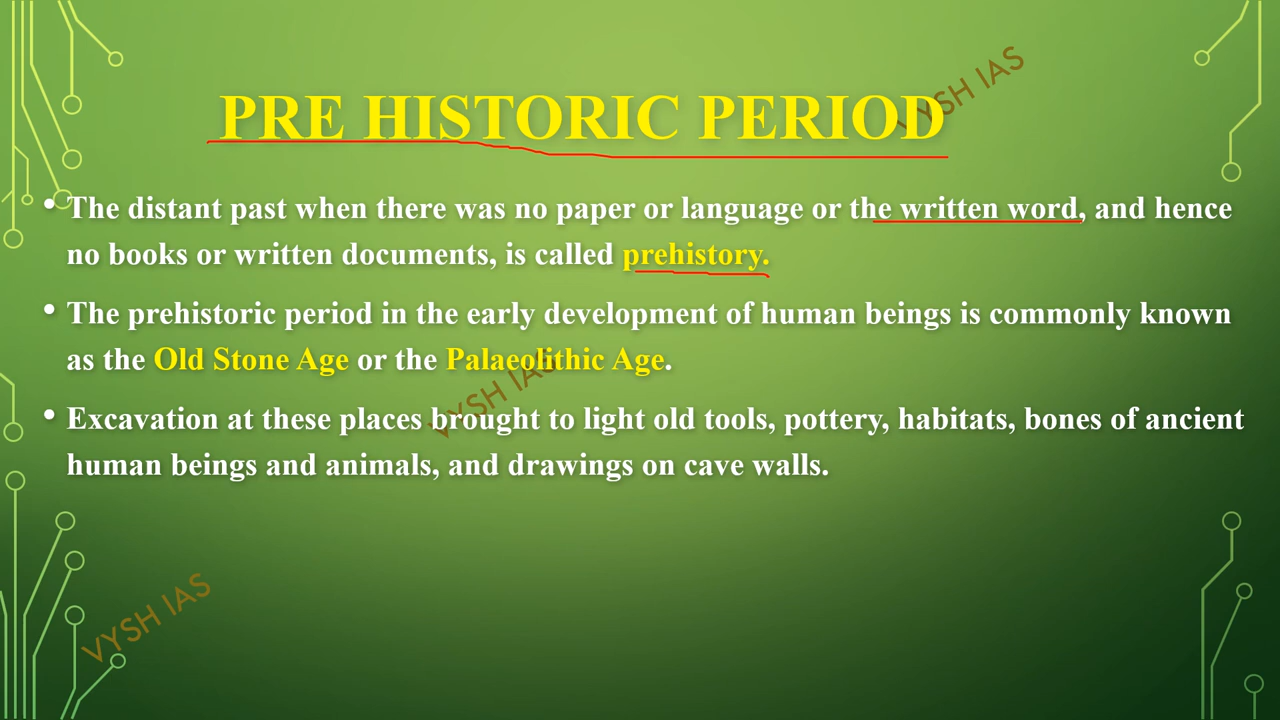 PRE HISTORIC PERIOD
• The distant past when there was no paper or language or the written word, and hence
no books or written documents, is called prehistory.
• The prehistoric period in the early development of human beings is commonly known
as the Old Stone Age or the Palaeolithic Age.
• Excavation at these places brought to light old tools, pottery, habitats, bones of ancient
human beings and animals, and drawings on cave walls.
VYSH IAS
VYSH IAS
VYSH IAS